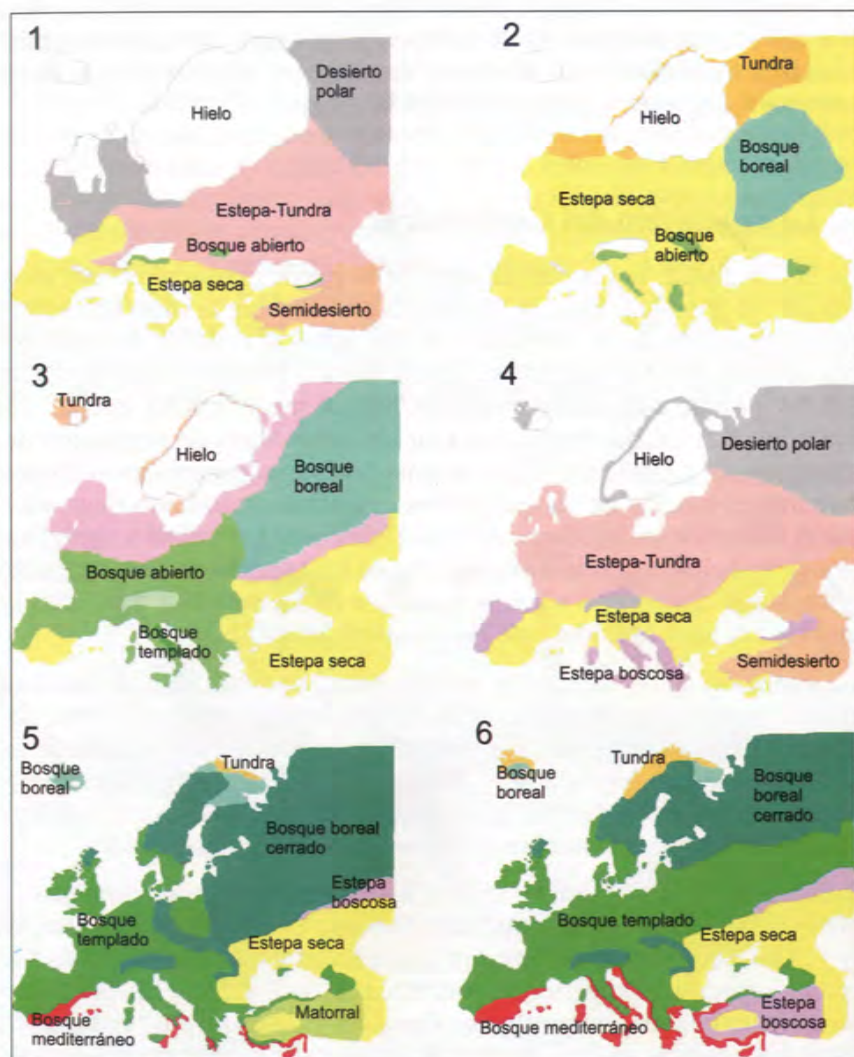 1
Desierto
polar
Hielo
Estepa-Tundra
Bosque abierto
Estepa seca
Semidesierto
2
Tundra
Hielo
Bosque
boreal
Estepa seca
Bosque
abierto
3
Tundra
Hielo
Bosque
boreal
Bosque abierto
Bosque
templado
Estepa seca
4
Desierto polar
Hielo
Estepa-Tundra
Estepa seca
Estepa boscosa
Semidesierto
5
Bosque
boreal
Tundra
Bosque boreal
cerrado
Estepa
boscosa
Bosque
templado
Estepa seca
Matorral
Bosque
mediterráneo
6
Tundra
Bosque
boreal
Bosque
boreal
cerrado
Bosque templado
Estepa seca
Bosque mediterráneo
Estepa
boscosa